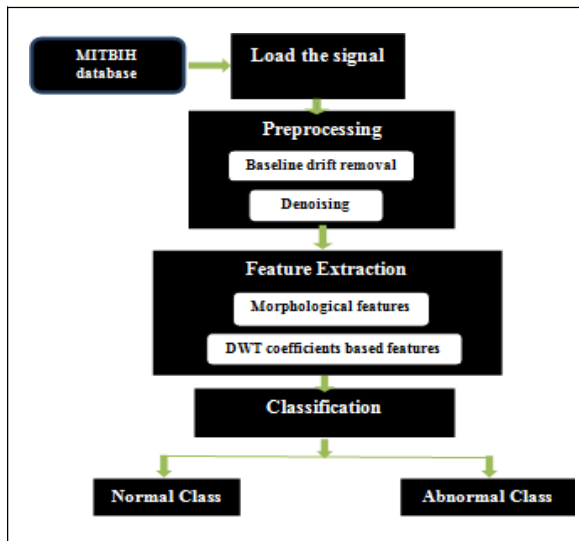 MITBIH
database
Load the signal
Preprocessing
Baseline drift removal
Denoising
Feature Extraction
Morphological features
DWT coefficients based features
Classification
Normal Class
Abnormal Class